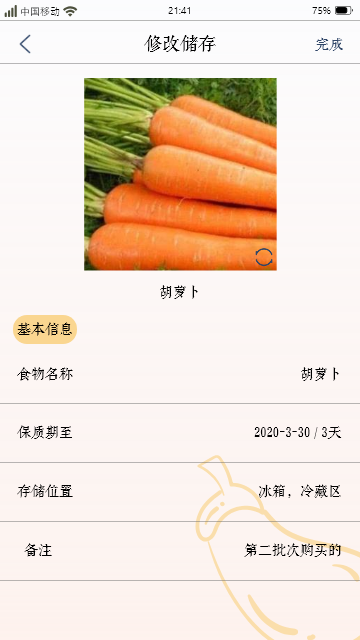 中国移动 21:41 75%
修改储存 完成
胡萝卜
基本信息
食物名称 胡萝卜
保质期至 2020-3-30 / 3天
存储位置 冰箱，冷藏区
备注 第二批次购买的